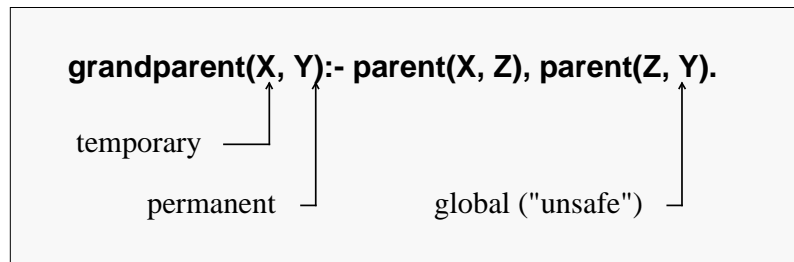 grandparent(X, Y):- parent(X, Z), parent(Z, Y).
temporary
permanent global ("unsafe")